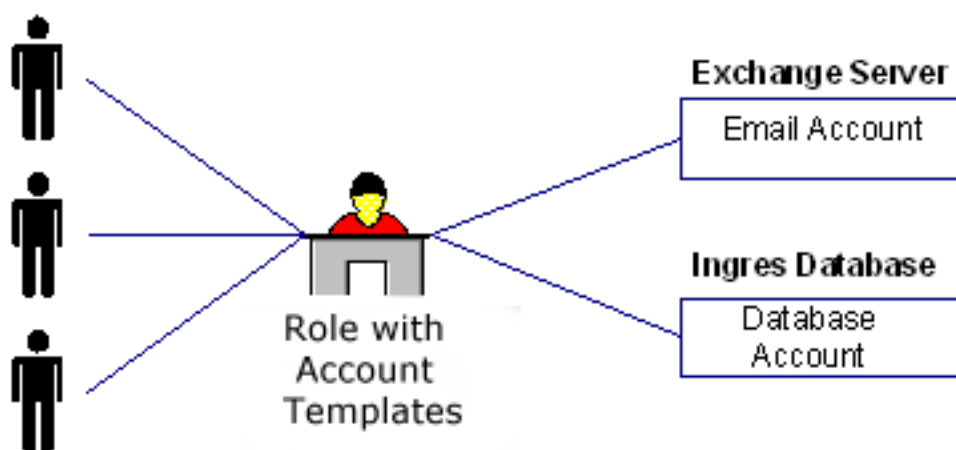 Exchange Server
Email Account
Ingres Database
Database
Account
Role with
Account
Templates